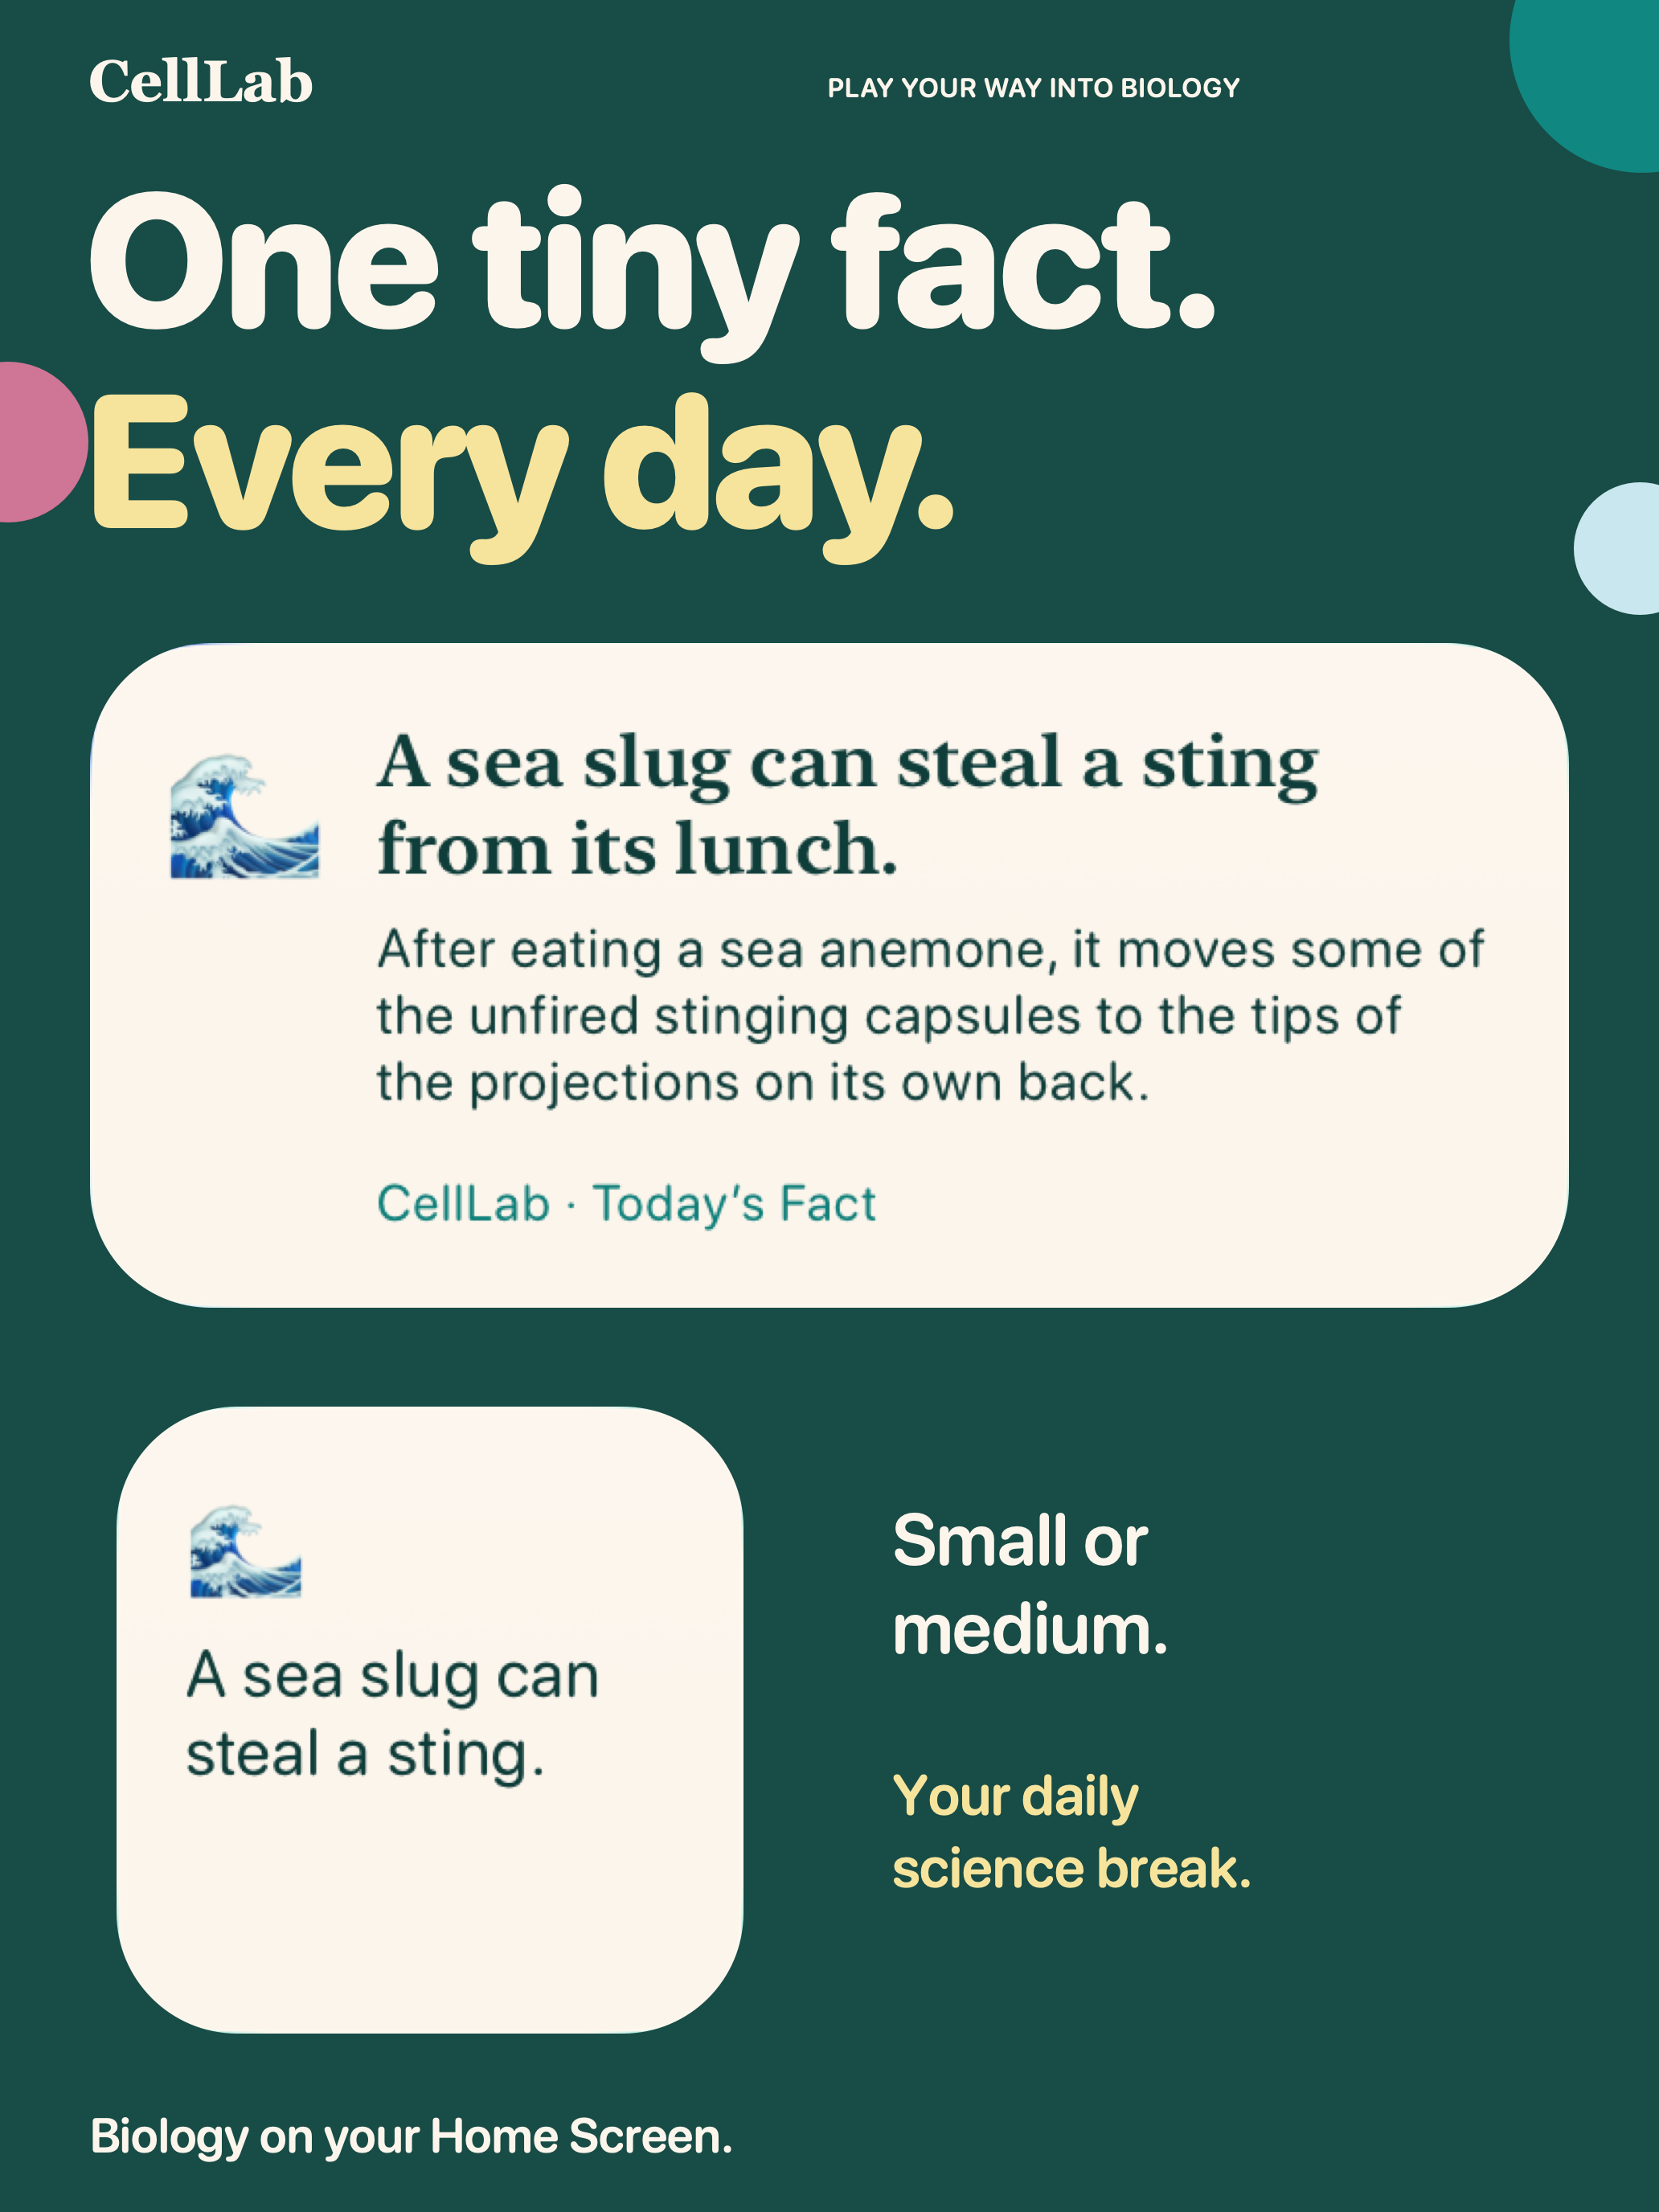 CellLab
PLAY YOUR WAY INTO BIOLOGY
One tiny fact.
Every day.
A sea slug can steal a sting
from its lunch.
After eating a sea anemone, it moves some of
the unfired stinging capsules to the tips of
the projections on its own back.
CellLab · Today’s Fact
A sea slug can
steal a sting.
Small or
medium.
Your daily
science break.
Biology on your Home Screen.